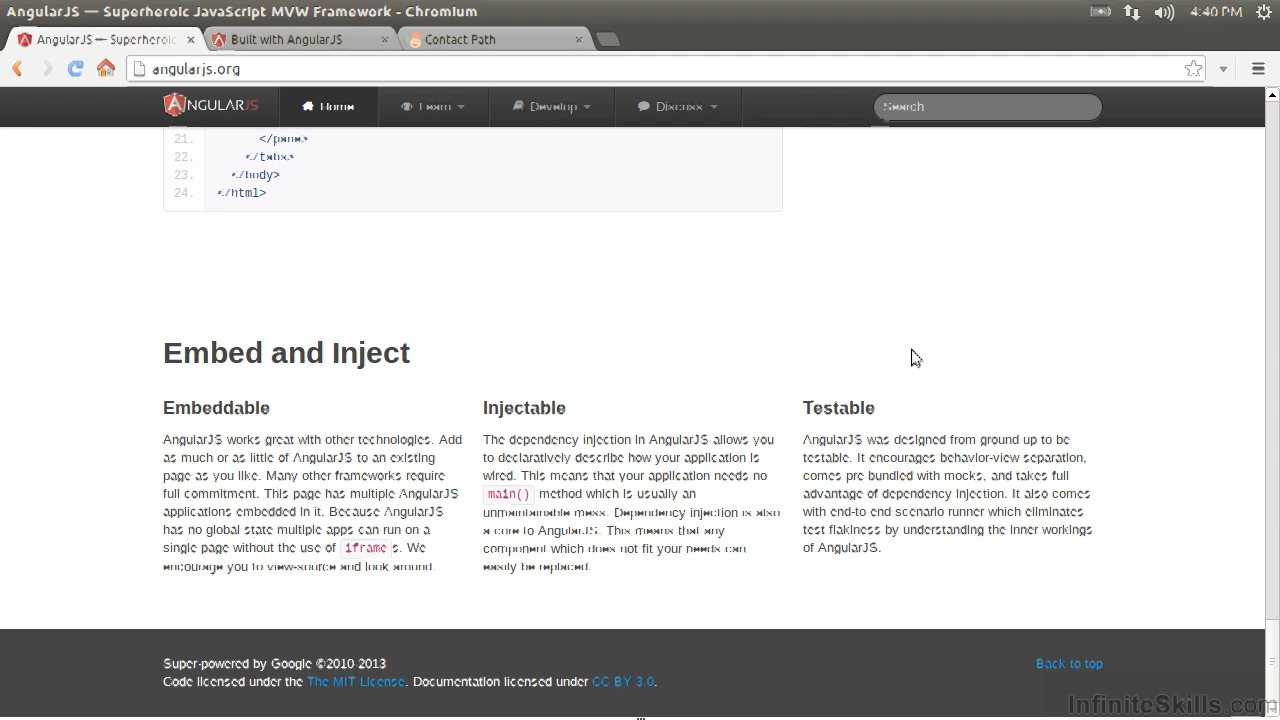 AngularJS — Superheroic JavaScript MVW Framework - Chromium
4:40 PM
AngularJS — Superheroic
Built with AngularJS
Contact Path
angularjs.org
ANGULARJS
Home
Learn
Develop
Discuss
Search
21. </pane>
22. </tabs>
23. </body>
24. </html>
Embed and Inject
Embeddable
AngularJS works great with other technologies. Add
as much or as little of AngularJS to an existing
page as you like. Many other frameworks require
full commitment. This page has multiple AngularJS
applications embedded in it. Because AngularJS
has no global state multiple apps can run on a
single page without the use of iframe s. We
encourage you to view-source and look around.
Injectable
The dependency injection in AngularJS allows you
to declaratively describe how your application is
wired. This means that your application needs no
main() method which is usually an
unmaintainable mess. Dependency injection is also
a core to AngularJS. This means that any
component which does not fit your needs can
easily be replaced.
Testable
AngularJS was designed from ground up to be
testable. It encourages behavior-view separation,
comes pre bundled with mocks, and takes full
advantage of dependency injection. It also comes
with end-to end scenario runner which eliminates
test flakiness by understanding the inner workings
of AngularJS.
Super-powered by Google ©2010-2013
Back to top
Code licensed under the The MIT License. Documentation licensed under CC BY 3.0.
InfiniteSkills.com